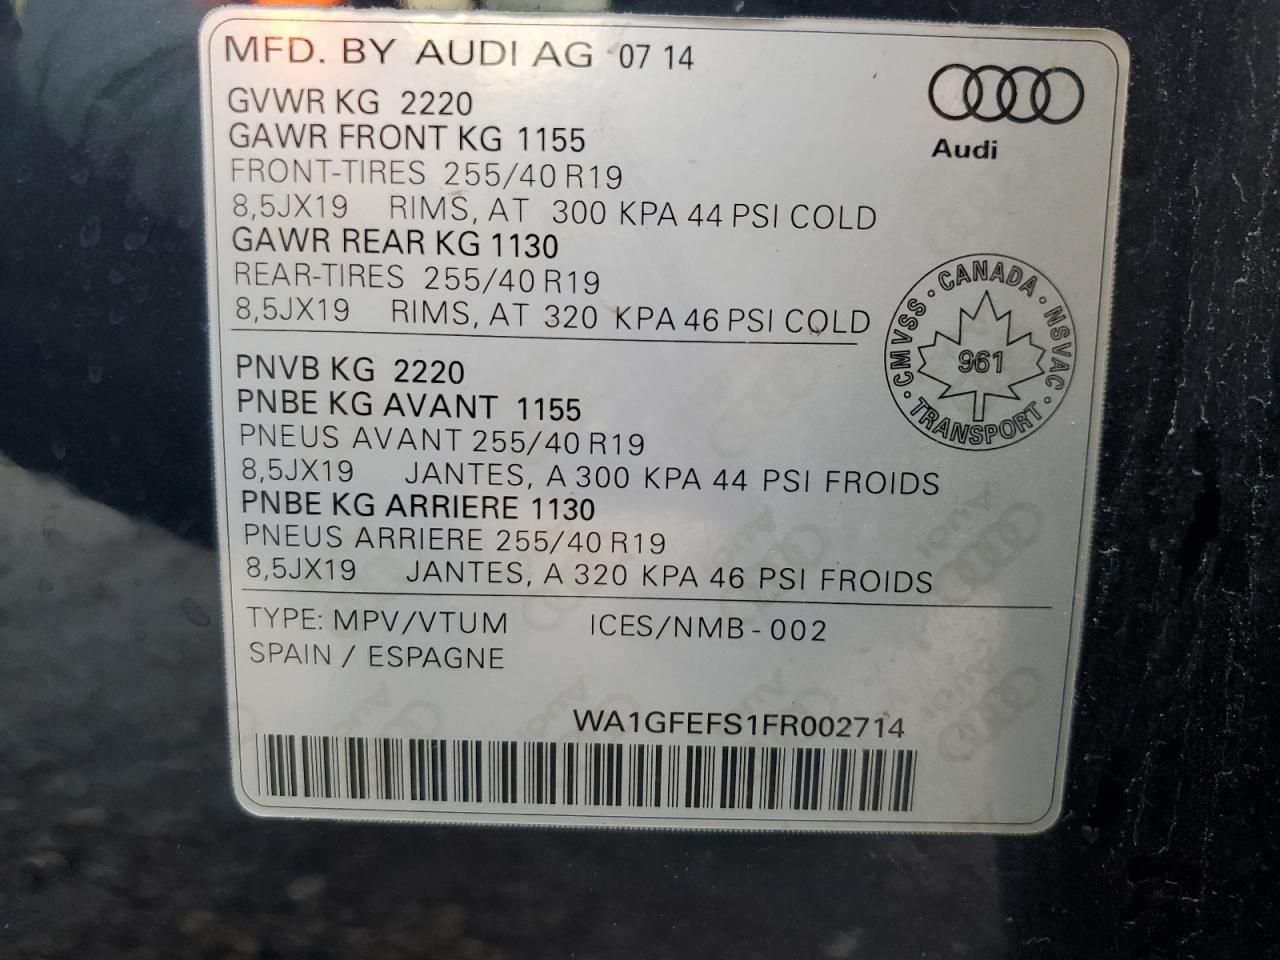 MFD. BY AUDI AG 07 14
Audi
GVWR KG 2220
GAWR FRONT KG 1155
FRONT-TIRES 255/40 R19
8,5JX19 RIMS, AT 300 KPA 44 PSI COLD
GAWR REAR KG 1130
REAR-TIRES 255/40 R19
8,5JX19 RIMS, AT 320 KPA 46 PSI COLD
CMVSS · CANADA · NSVAC · TRANSPORT ·
961
PNVB KG 2220
PNBE KG AVANT 1155
PNEUS AVANT 255/40 R19
8,5JX19 JANTES, A 300 KPA 44 PSI FROIDS
PNBE KG ARRIERE 1130
PNEUS ARRIERE 255/40 R19
8,5JX19 JANTES, A 320 KPA 46 PSI FROIDS
TYPE: MPV/VTUM ICES/NMB - 002
SPAIN / ESPAGNE
WA1GFEFS1FR002714